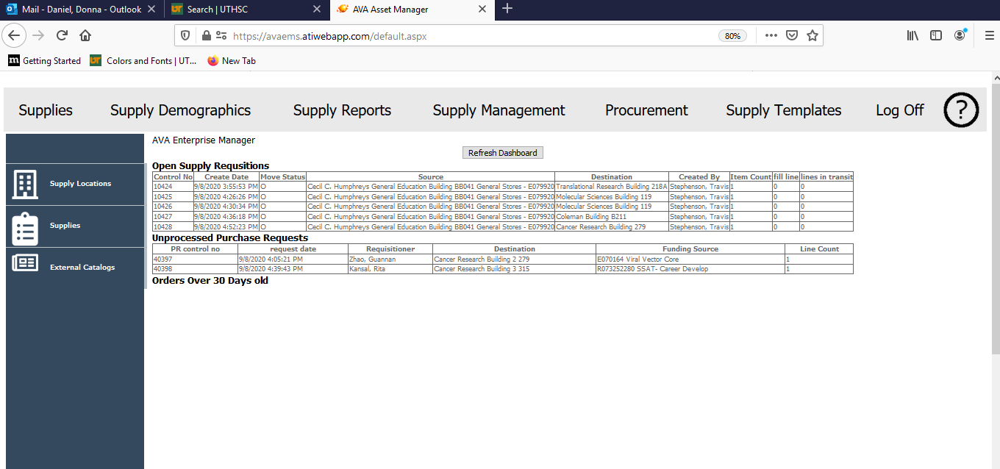 Mail - Daniel, Donna - Outlook
Search | UTHSC
AVA Asset Manager
https://avaems.atiwebapp.com/default.aspx
80%
Getting Started
Colors and Fonts | UT...
New Tab
Supplies Supply Demographics Supply Reports Supply Management Procurement Supply Templates Log Off ?
AVA Enterprise Manager
Refresh Dashboard
Supply Locations
Supplies
External Catalogs
Open Supply Requsitions
Control No Create Date Move Status Source Destination Created By Item Count fill line lines in transit
10424 9/8/2020 3:55:53 PM O Cecil C. Humphreys General Education Building BB041 General Stores - E079920 Translational Research Building 218A Stephenson, Travis 1 0 0
10425 9/8/2020 4:26:26 PM O Cecil C. Humphreys General Education Building BB041 General Stores - E079920 Molecular Sciences Building 119 Stephenson, Travis 1 0 0
10426 9/8/2020 4:30:34 PM O Cecil C. Humphreys General Education Building BB041 General Stores - E079920 Molecular Sciences Building 119 Stephenson, Travis 1 0 0
10427 9/8/2020 4:36:18 PM O Cecil C. Humphreys General Education Building BB041 General Stores - E079920 Coleman Building B211 Stephenson, Travis 1 0 0
10428 9/8/2020 4:52:23 PM O Cecil C. Humphreys General Education Building BB041 General Stores - E079920 Cancer Research Building 279 Stephenson, Travis 1 0 0
Unprocessed Purchase Requests
PR control no request date Requisitioner Destination Funding Source Line Count
40397 9/8/2020 4:05:21 PM Zhao, Guannan Cancer Research Building 2 279 E070164 Viral Vector Core 1
40398 9/8/2020 4:39:43 PM Kansal, Rita Cancer Research Building 3 315 R073252280 SSAT- Career Develop 1
Orders Over 30 Days old